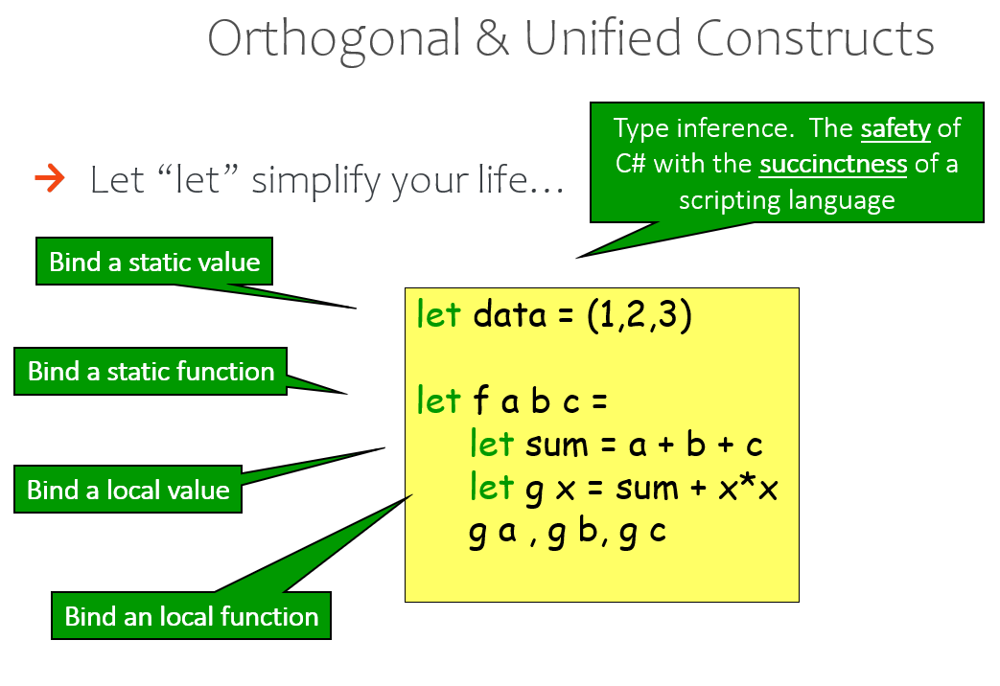 Orthogonal & Unified Constructs
Type inference. The safety of
C# with the succinctness of a
scripting language
→ Let “let” simplify your life…
Bind a static value
let data = (1,2,3)
Bind a static function
let f a b c =
let sum = a + b + c
Bind a local value
let g x = sum + x*x
g a , g b, g c
Bind an local function